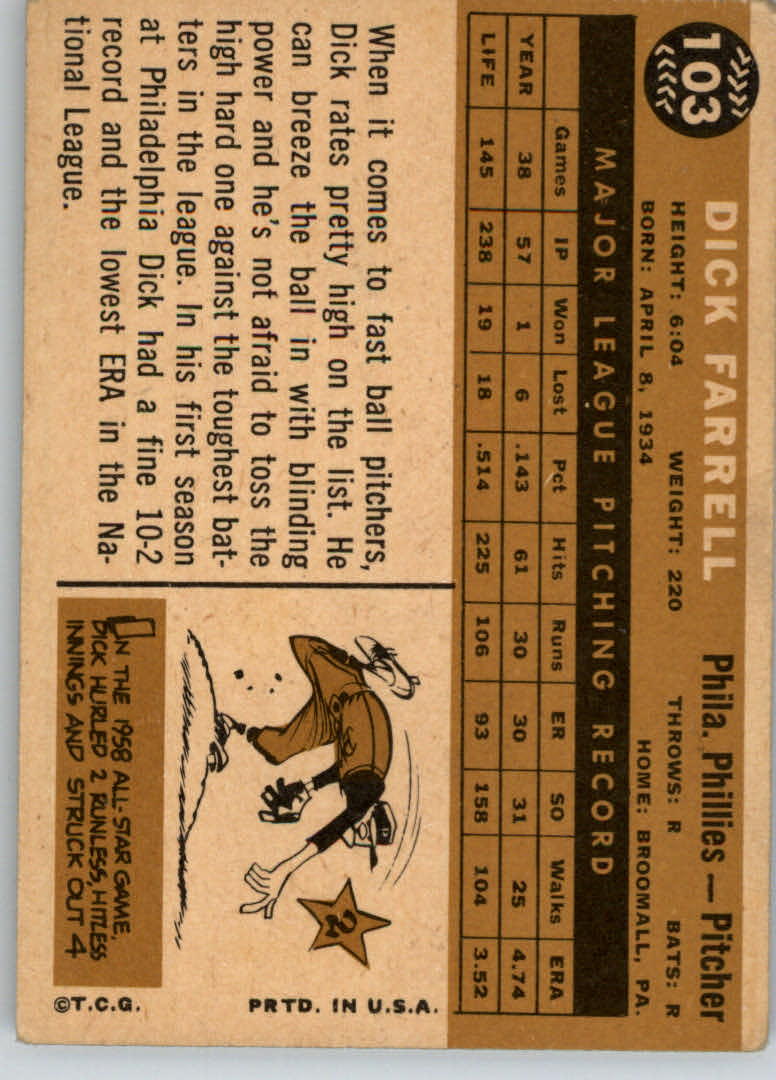 103
DICK FARRELL Phila. Phillies — Pitcher
HEIGHT: 6:04 WEIGHT: 220 THROWS: R BATS: R
BORN: APRIL 8, 1934 HOME: BROOMALL, PA.
MAJOR LEAGUE PITCHING RECORD
Games IP Won Lost Pct Hits Runs ER SO Walks ERA
YEAR 38 57 1 6 .143 61 30 30 31 25 4.74
LIFE 145 238 19 18 .514 225 106 93 158 104 3.52
When it comes to fast ball pitchers,
Dick rates pretty high on the list. He
can breeze the ball in with blinding
power and he's not afraid to toss the
high hard one against the toughest bat-
ters in the league. In his first season
at Philadelphia Dick had a fine 10-2
record and the lowest ERA in the Na-
tional League.
2
IN THE 1958 ALL-STAR GAME,
DICK HURLED 2 RUNLESS, HITLESS
INNINGS AND STRUCK OUT 4
©T.C.G. PRTD. IN U.S.A.